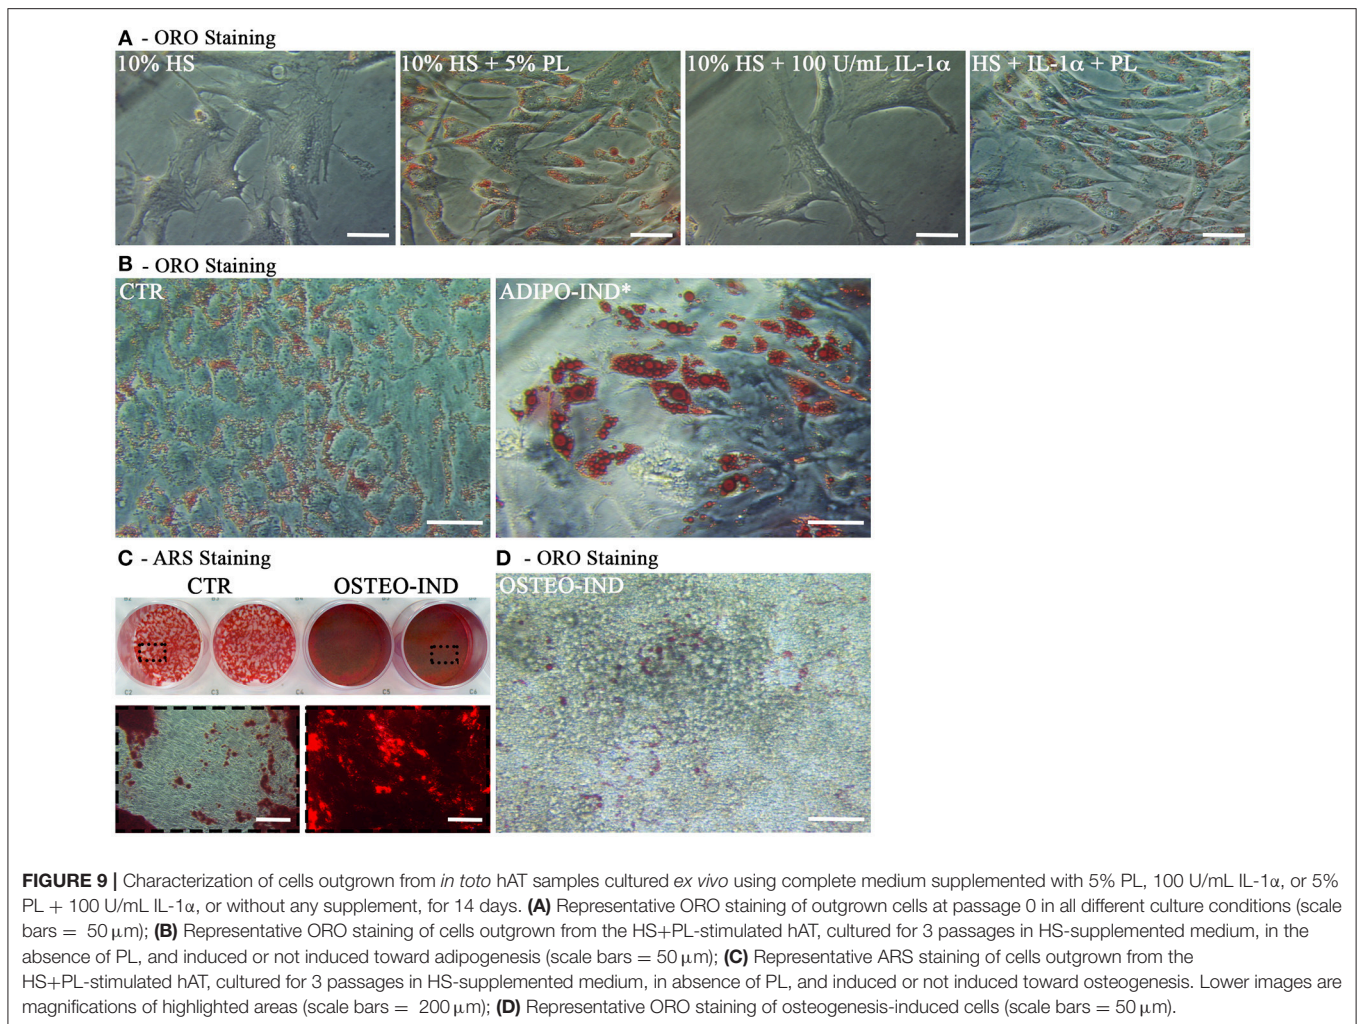 A - ORO Staining
10% HS
10% HS + 5% PL
10% HS + 100 U/mL IL-1α
HS + IL-1α + PL
B - ORO Staining
CTR
ADIPO-IND*
C - ARS Staining
CTR
OSTEO-IND
C2
C3
C4
C5
C6
D - ORO Staining
OSTEO-IND
FIGURE 9 | Characterization of cells outgrown from in toto hAT samples cultured ex vivo using complete medium supplemented with 5% PL, 100 U/mL IL-1α, or 5%
PL + 100 U/mL IL-1α, or without any supplement, for 14 days. (A) Representative ORO staining of outgrown cells at passage 0 in all different culture conditions (scale
bars = 50 μm); (B) Representative ORO staining of cells outgrown from the HS+PL-stimulated hAT, cultured for 3 passages in HS-supplemented medium, in the
absence of PL, and induced or not induced toward adipogenesis (scale bars = 50 μm); (C) Representative ARS staining of cells outgrown from the
HS+PL-stimulated hAT, cultured for 3 passages in HS-supplemented medium, in absence of PL, and induced or not induced toward osteogenesis. Lower images are
magnifications of highlighted areas (scale bars = 200 μm); (D) Representative ORO staining of osteogenesis-induced cells (scale bars = 50 μm).